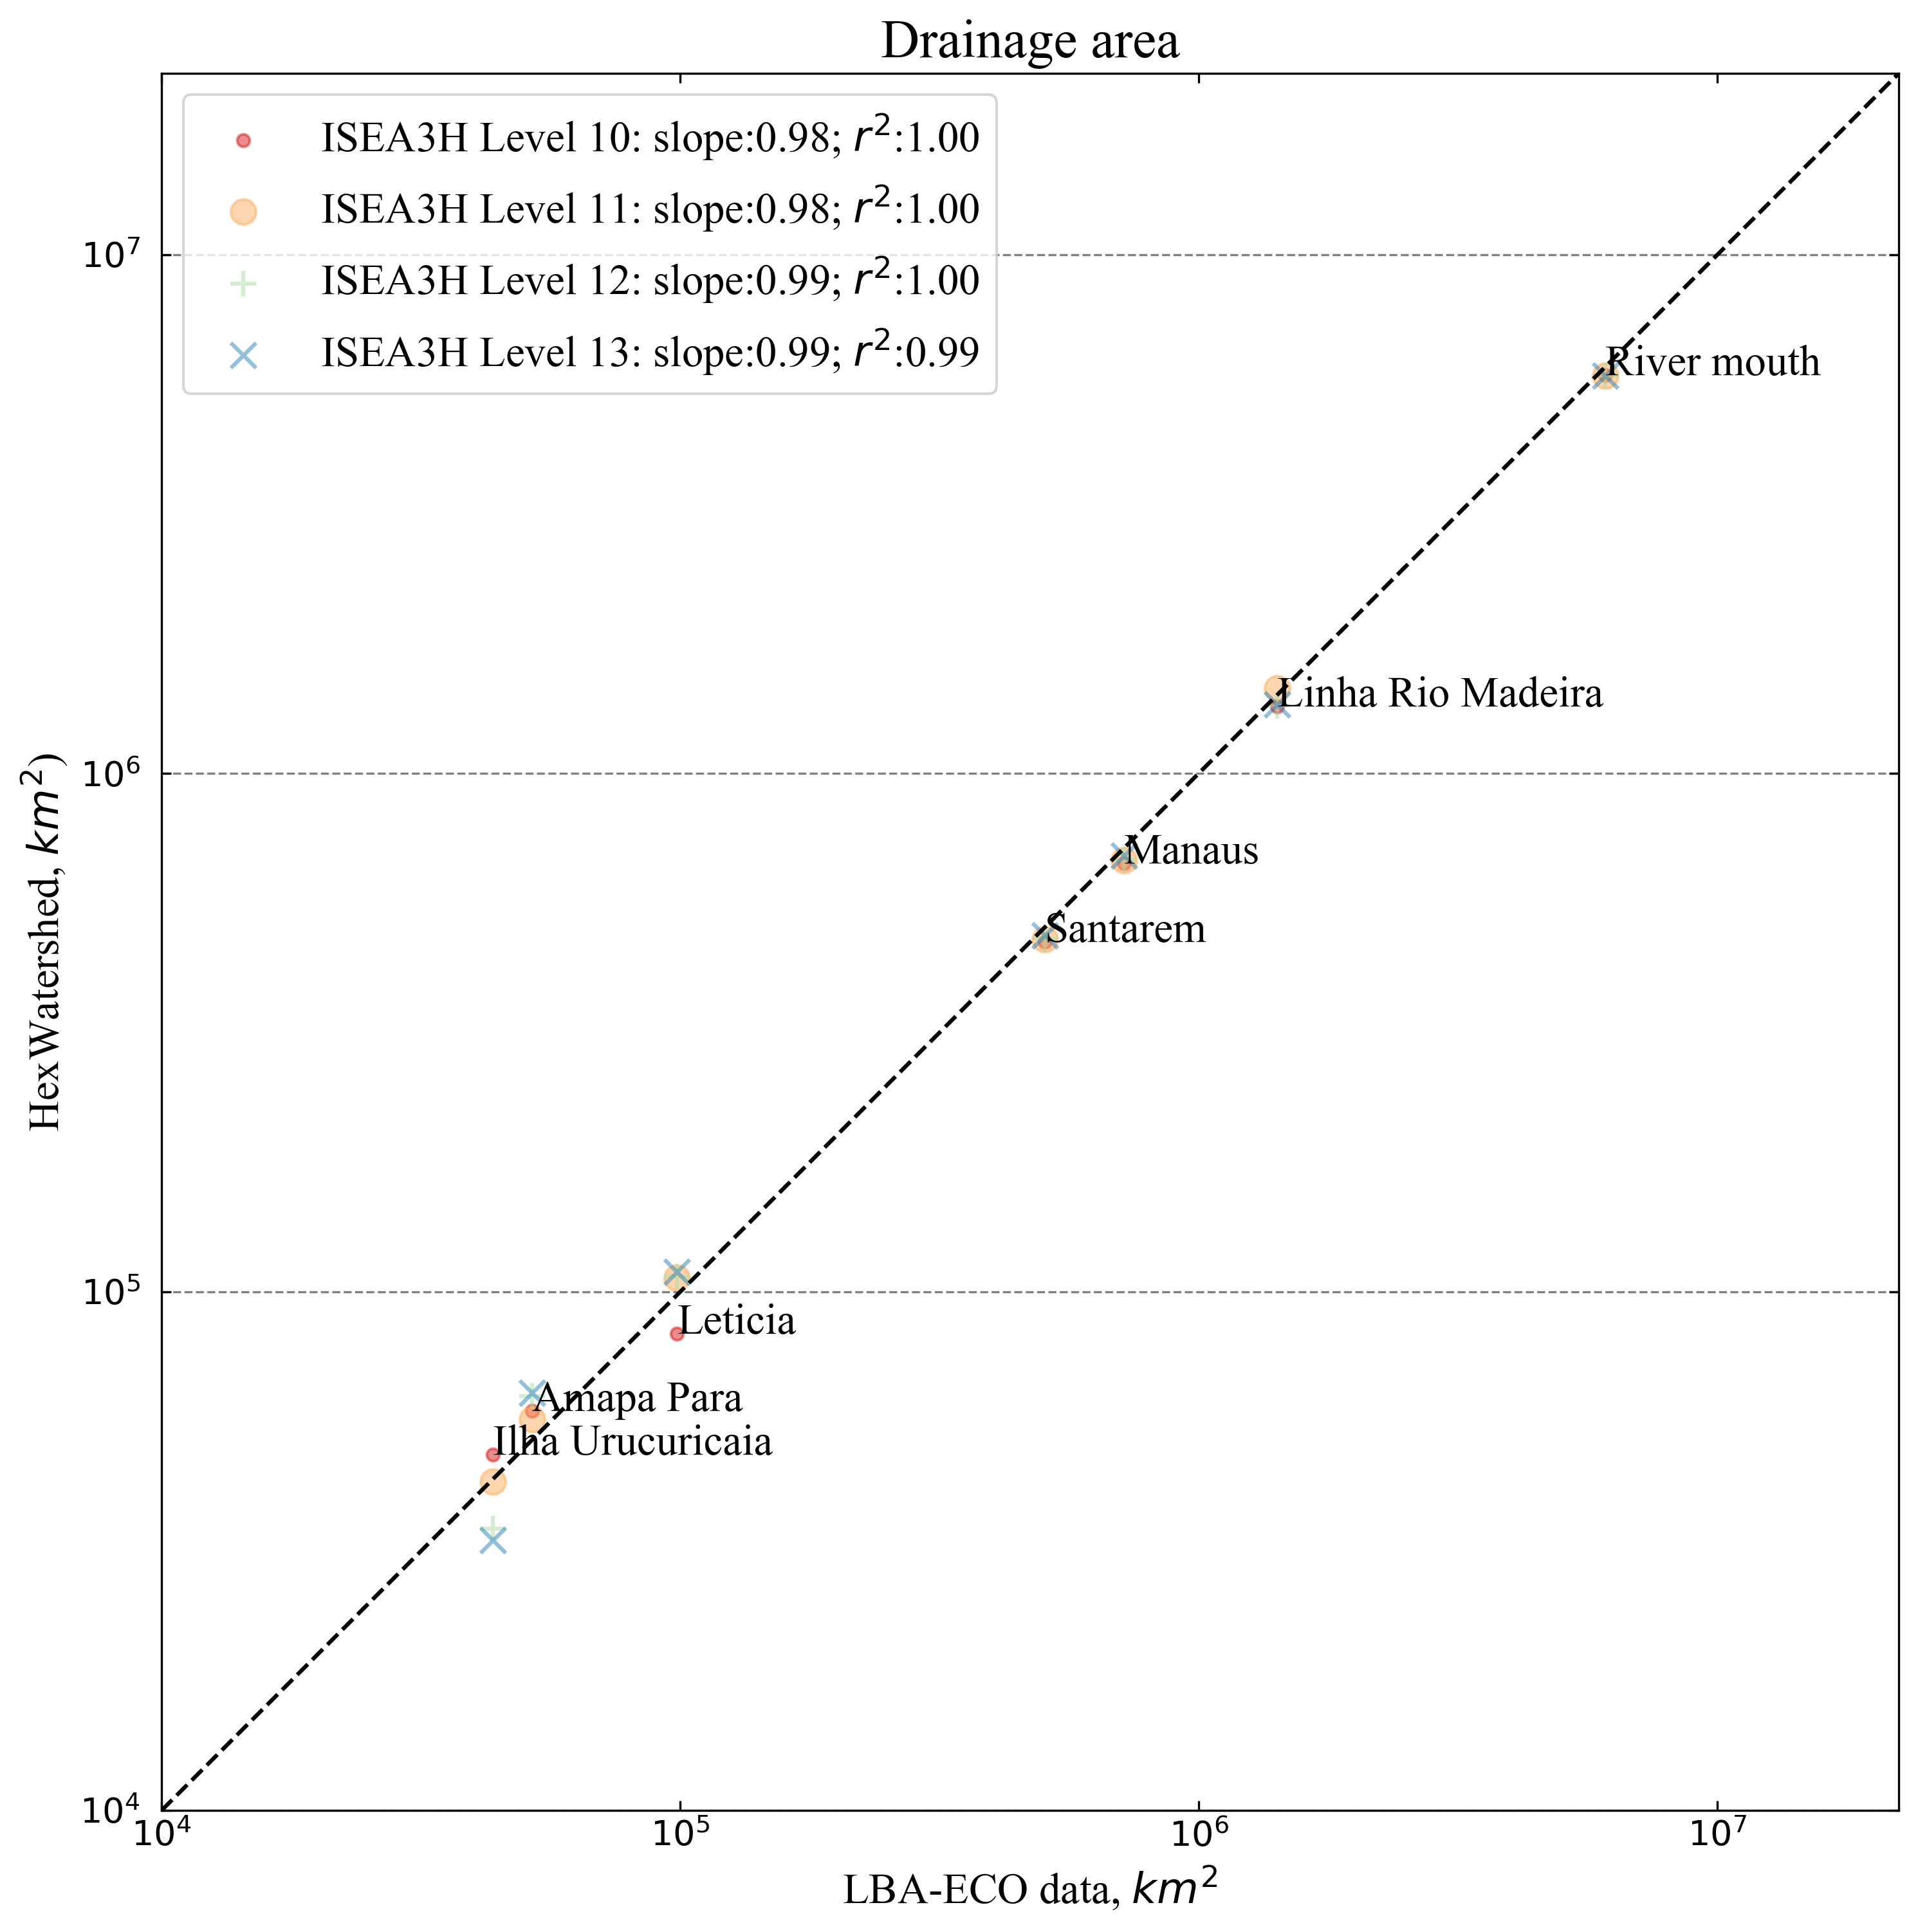 Drainage area
ISEA3H Level 10: slope:0.98; r²:1.00
ISEA3H Level 11: slope:0.98; r²:1.00
ISEA3H Level 12: slope:0.99; r²:1.00
ISEA3H Level 13: slope:0.99; r²:0.99
10⁷
River mouth
Linha Rio Madeira
10⁶
Manaus
Santarem
HexWatershed, km²)
10⁵
Leticia
Amapa Para
Ilha Urucuricaia
10⁴
10⁴ 10⁵ 10⁶ 10⁷
LBA-ECO data, km²